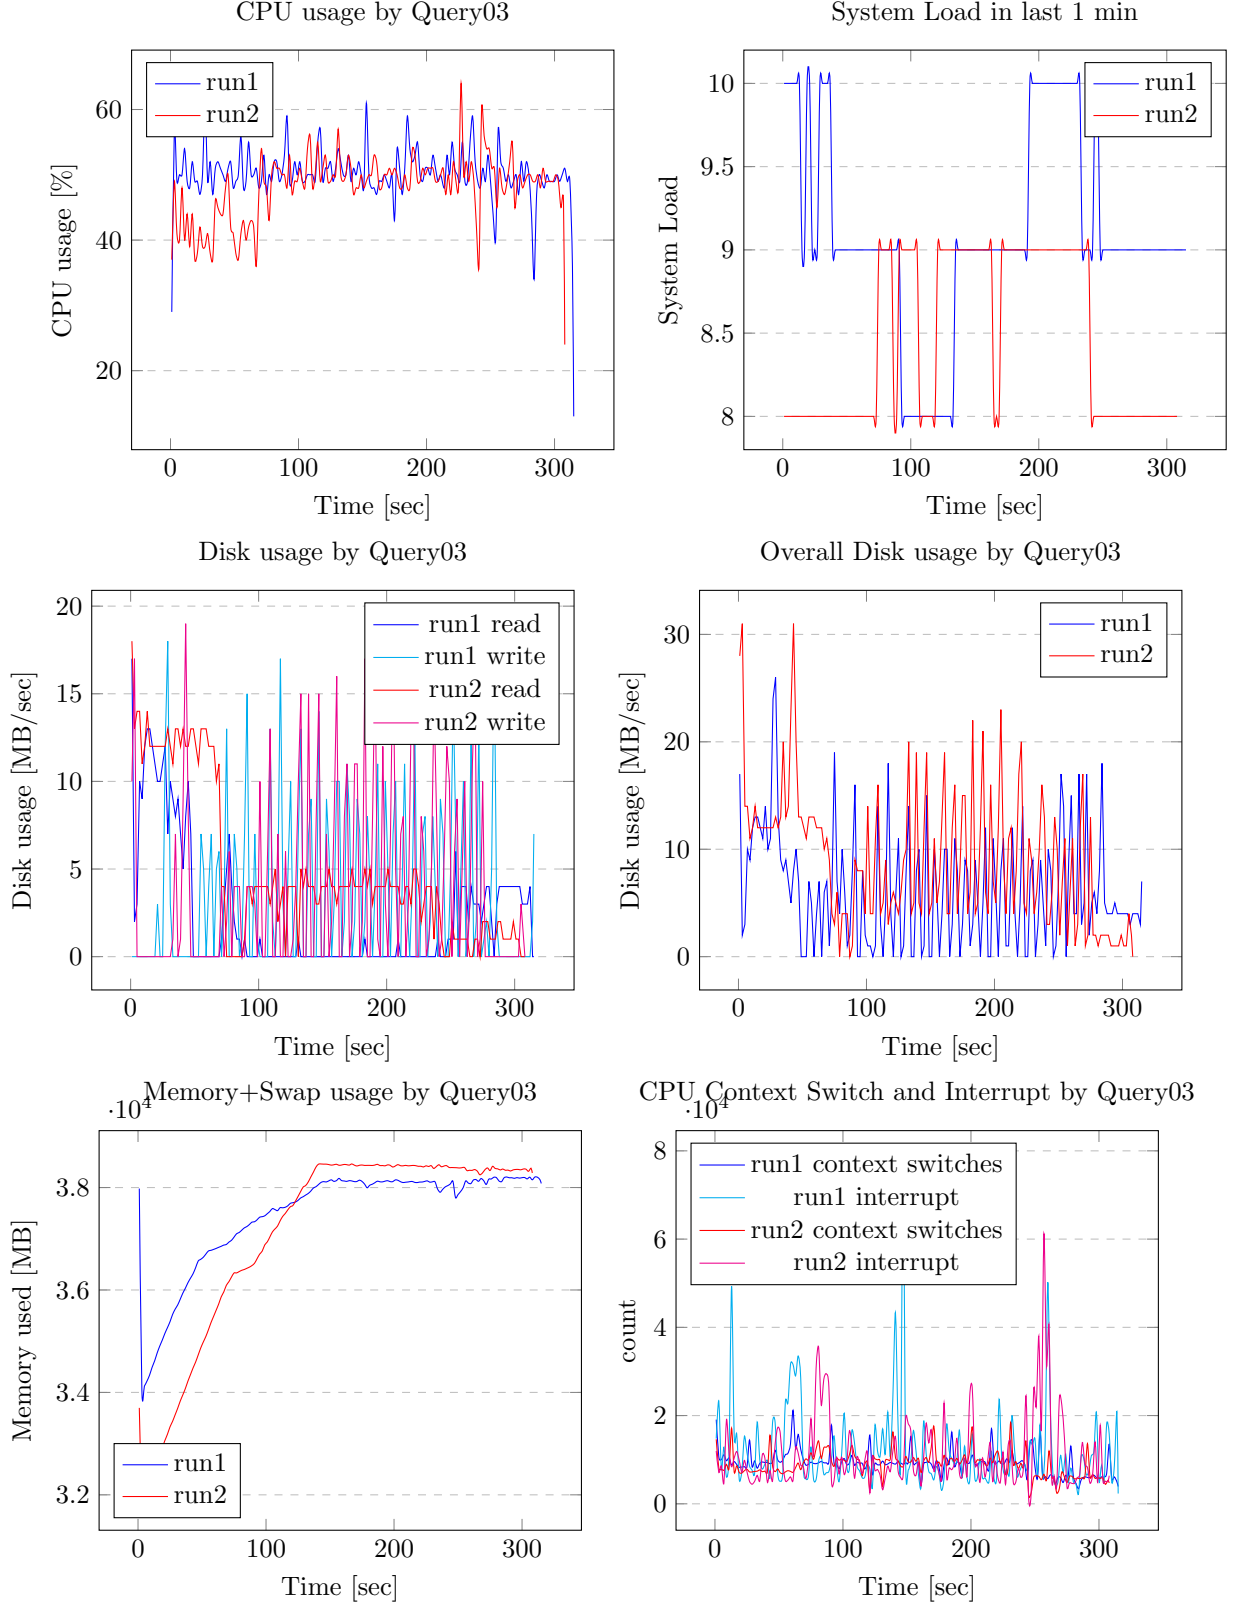 CPU usage by Query03
run1
run2
60
40
20
CPU usage [%]
0
100
200
300
Time [sec]
System Load in last 1 min
run1
run2
10
9.5
9
8.5
8
System Load
0
100
200
300
Time [sec]
Disk usage by Query03
run1 read
run1 write
run2 read
run2 write
20
15
10
5
0
Disk usage [MB/sec]
0
100
200
300
Time [sec]
Overall Disk usage by Query03
run1
run2
30
20
10
0
Disk usage [MB/sec]
0
100
200
300
Time [sec]
Memory+Swap usage by Query03
·10⁴
3.8
3.6
3.4
3.2
Memory used [MB]
run1
run2
0
100
200
300
Time [sec]
CPU Context Switch and Interrupt by Query03
·10⁴
run1 context switches
run1 interrupt
run2 context switches
run2 interrupt
8
6
4
2
0
count
0
100
200
300
Time [sec]